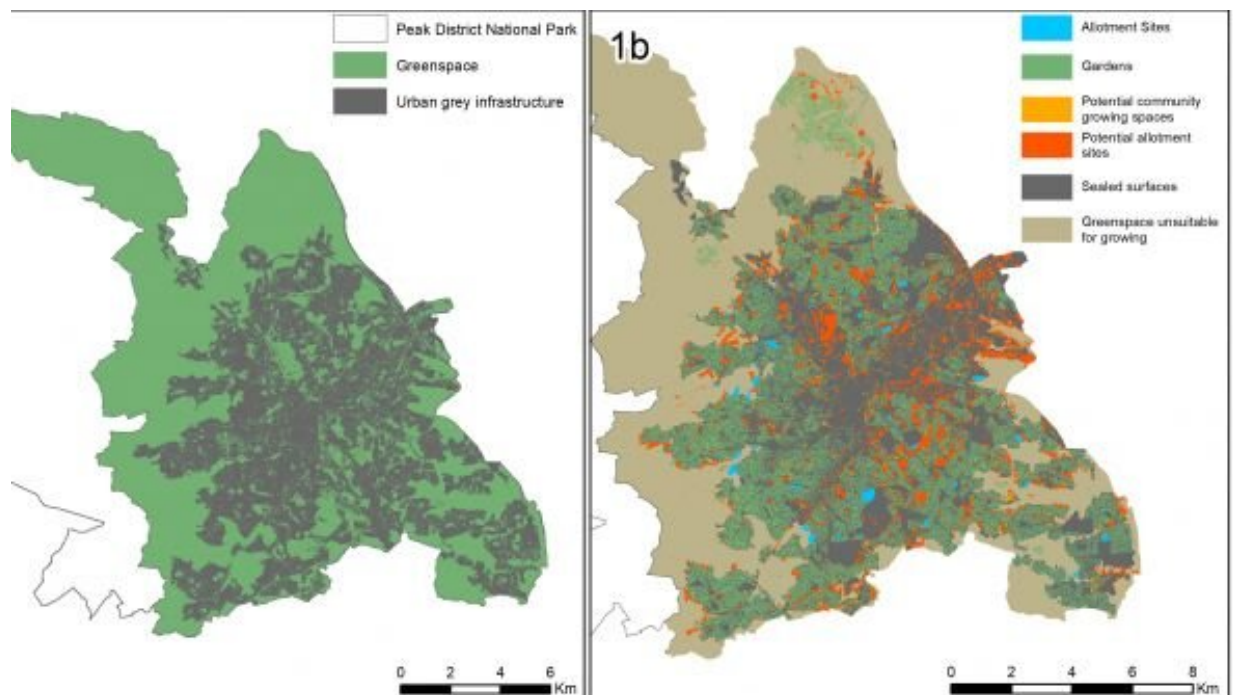 Peak District National Park
Greenspace
Urban grey infrastructure
0 2 4 6
Km
1b
Allotment Sites
Gardens
Potential community
growing spaces
Potential allotment
sites
Sealed surfaces
Greenspace unsuitable
for growing
0 2 4 6 8
Km